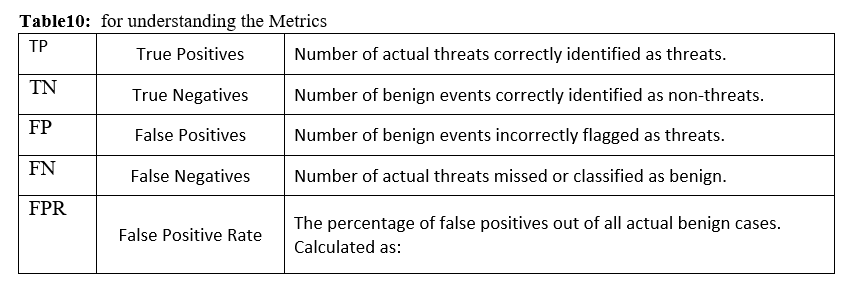 Table10: for understanding the Metrics
TP True Positives Number of actual threats correctly identified as threats.
TN True Negatives Number of benign events correctly identified as non-threats.
FP False Positives Number of benign events incorrectly flagged as threats.
FN False Negatives Number of actual threats missed or classified as benign.
FPR False Positive Rate The percentage of false positives out of all actual benign cases.
Calculated as: